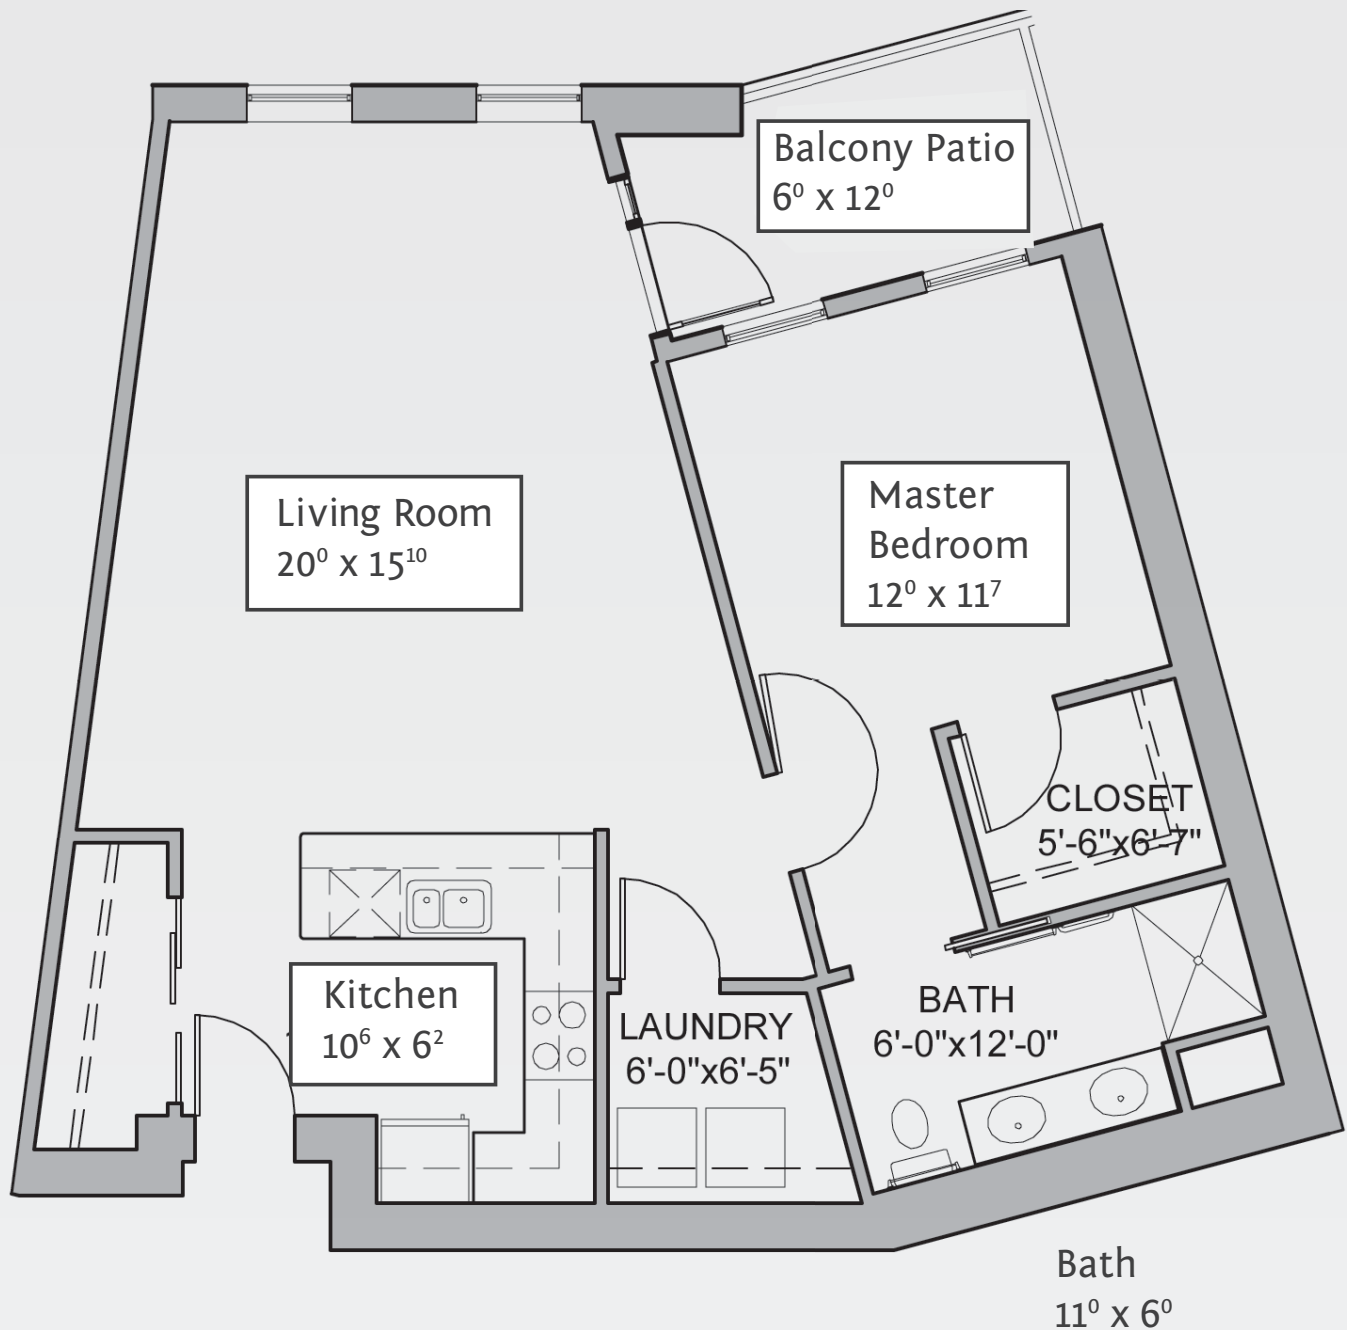 Balcony Patio
6⁰ x 12⁰
Living Room
20⁰ x 15¹⁰
Master
Bedroom
12⁰ x 11⁷
CLOSET
5'-6"x6'-7"
Kitchen
10⁶ x 6²
LAUNDRY
6'-0"x6'-5"
BATH
6'-0"x12'-0"
Bath
11⁰ x 6⁰